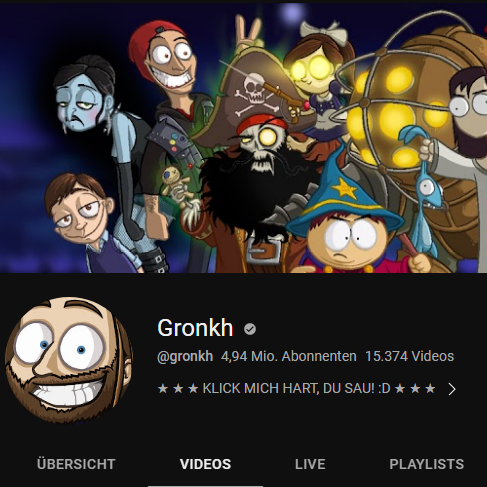 Gronkh
@gronkh 4,94 Mio. Abonnenten 15.374 Videos
★ ★ ★ KLICK MICH HART, DU SAU! :D ★ ★ ★
ÜBERSICHT VIDEOS LIVE PLAYLISTS